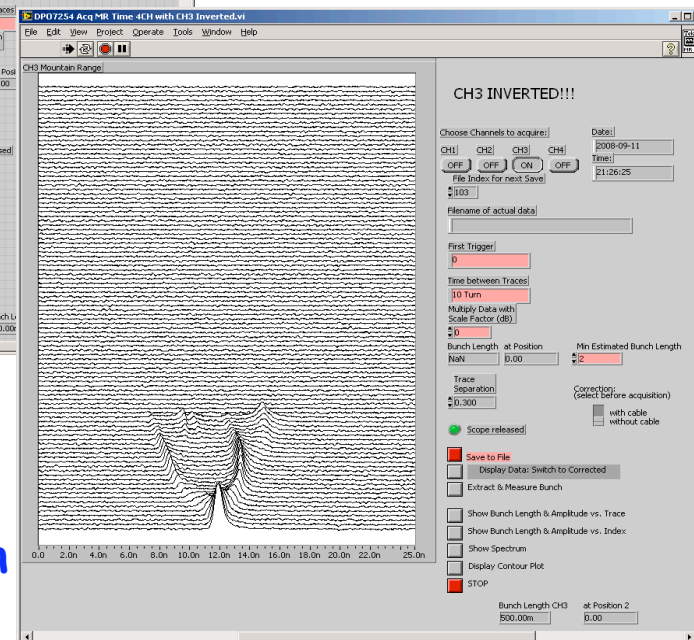 DPO7254 Acq MR Time 4CH with CH3 Inverted.vi
File Edit View Project Operate Tools Window Help
CH3 Mountain Range
CH3 INVERTED!!!
Choose Channels to acquire:
CH1 CH2 CH3 CH4
OFF OFF ON OFF
Date:
2008-09-11
Time:
21:26:25
File Index for next Save
103
Filename of actual data
First Trigger
0
Time between Traces
10 Turn
Multiply Data with
Scale Factor (dB)
0
Bunch Length at Position Min Estimated Bunch Length
NaN 0.00 2
Trace
Separation
0.300
Correction:
(select before acquisition)
with cable
without cable
Scope released
Save to File
Display Data: Switch to Corrected
Extract & Measure Bunch
Show Bunch Length & Amplitude vs. Trace
Show Bunch Length & Amplitude vs. Index
Show Spectrum
Display Contour Plot
STOP
0.0 2.0n 4.0n 6.0n 8.0n 10.0n 12.0n 14.0n 16.0n 18.0n 20.0n 22.0n 25.0n
Bunch Length CH3 at Position 2
500.00m 0.00